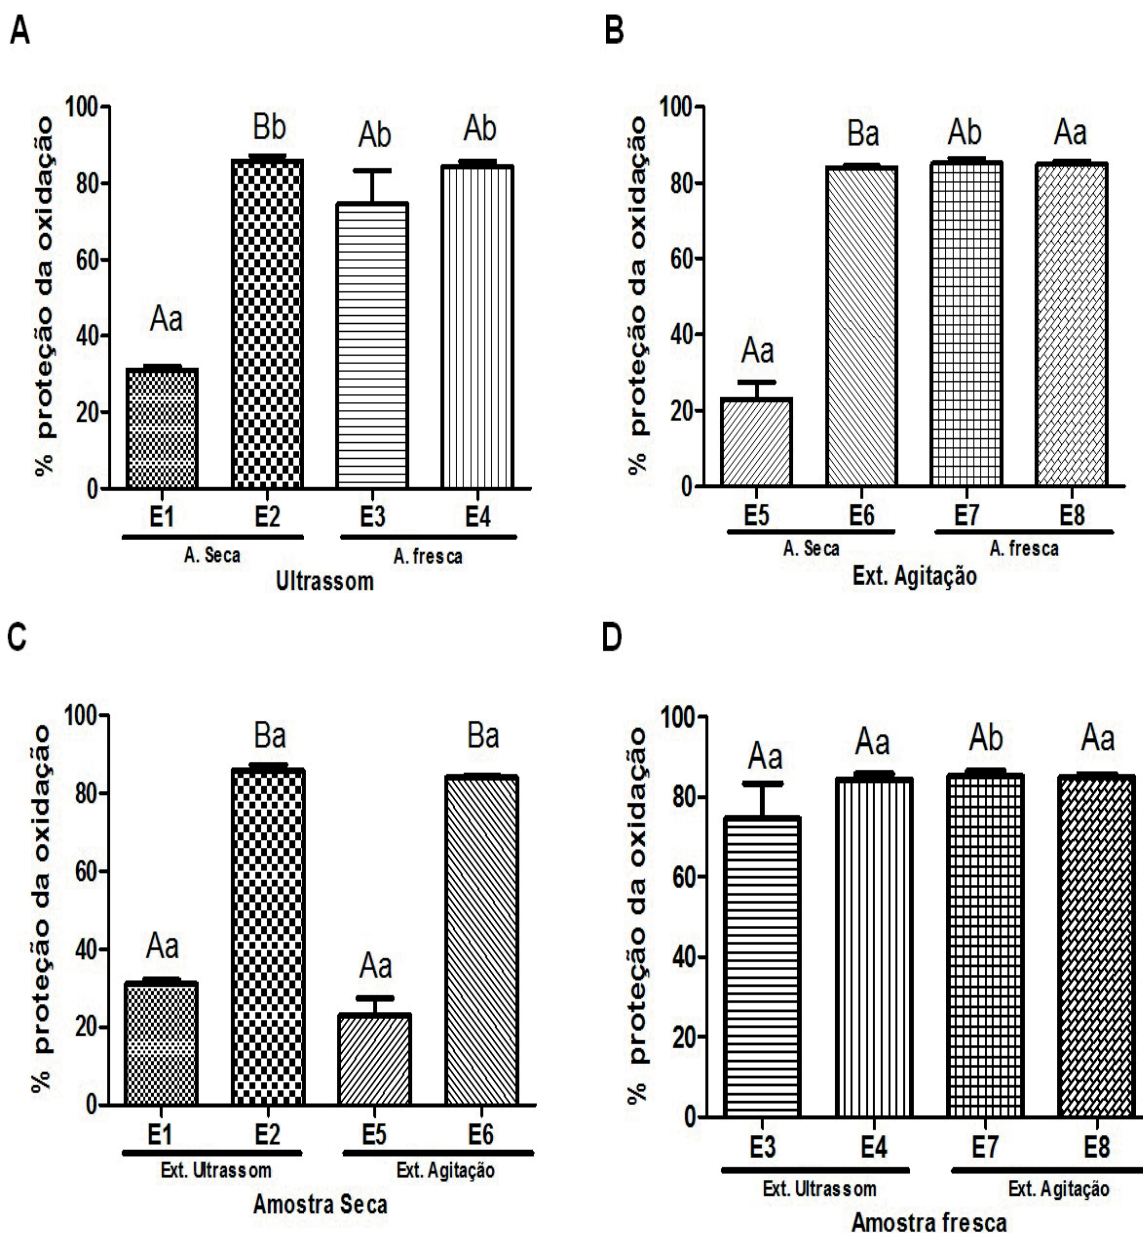 A
% proteção da oxidação
100
80
60
40
20
0
Aa
Bb
Ab
Ab
E1 E2 E3 E4
A. Seca A. fresca
Ultrassom
B
% proteção da oxidação
100
80
60
40
20
0
Aa
Ba
Ab
Aa
E5 E6 E7 E8
A. Seca A. fresca
Ext. Agitação
C
% proteção da oxidação
100
80
60
40
20
0
Aa
Ba
Aa
Ba
E1 E2 E5 E6
Ext. Ultrassom Ext. Agitação
Amostra Seca
D
% proteção da oxidação
100
80
60
40
20
0
Aa
Aa
Ab
Aa
E3 E4 E7 E8
Ext. Ultrassom Ext. Agitação
Amostra fresca